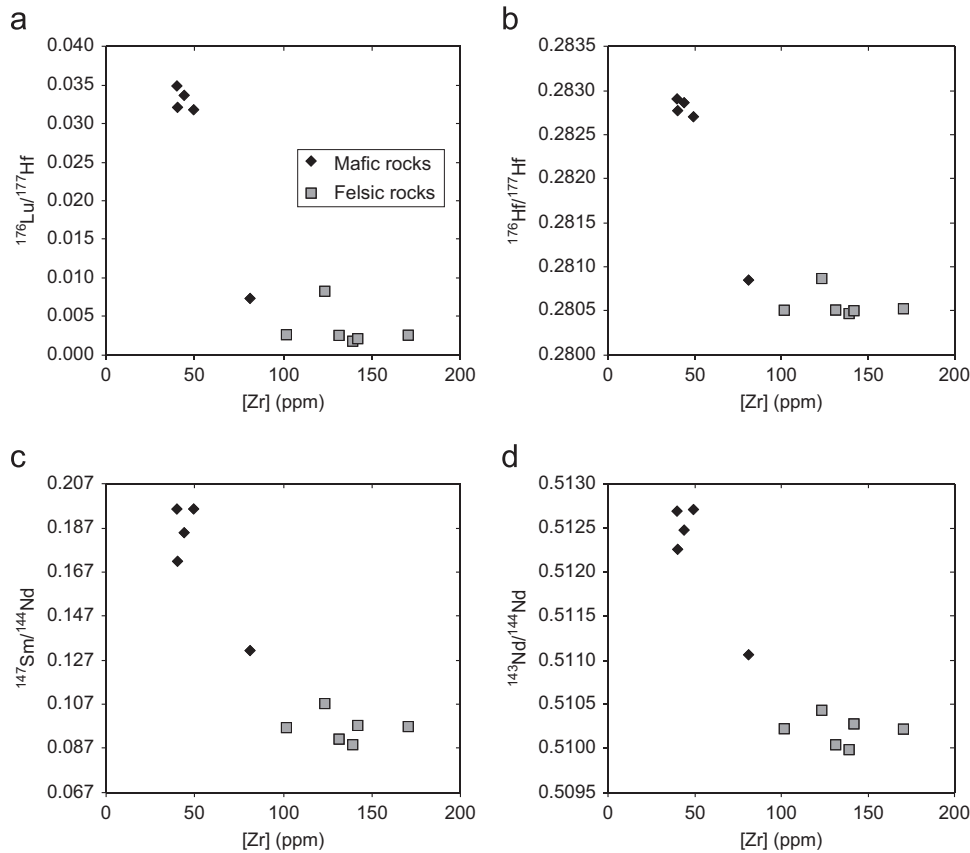 a
0.040
0.035
0.030
0.025
0.020
0.015
0.010
0.005
0.000
176Lu/177Hf
0 50 100 150 200
[Zr] (ppm)
Mafic rocks
Felsic rocks
b
0.2835
0.2830
0.2825
0.2820
0.2815
0.2810
0.2805
0.2800
176Hf/177Hf
0 50 100 150 200
[Zr] (ppm)
c
0.207
0.187
0.167
0.147
0.127
0.107
0.087
0.067
147Sm/144Nd
0 50 100 150 200
[Zr] (ppm)
d
0.5130
0.5125
0.5120
0.5115
0.5110
0.5105
0.5100
0.5095
143Nd/144Nd
0 50 100 150 200
[Zr] (ppm)